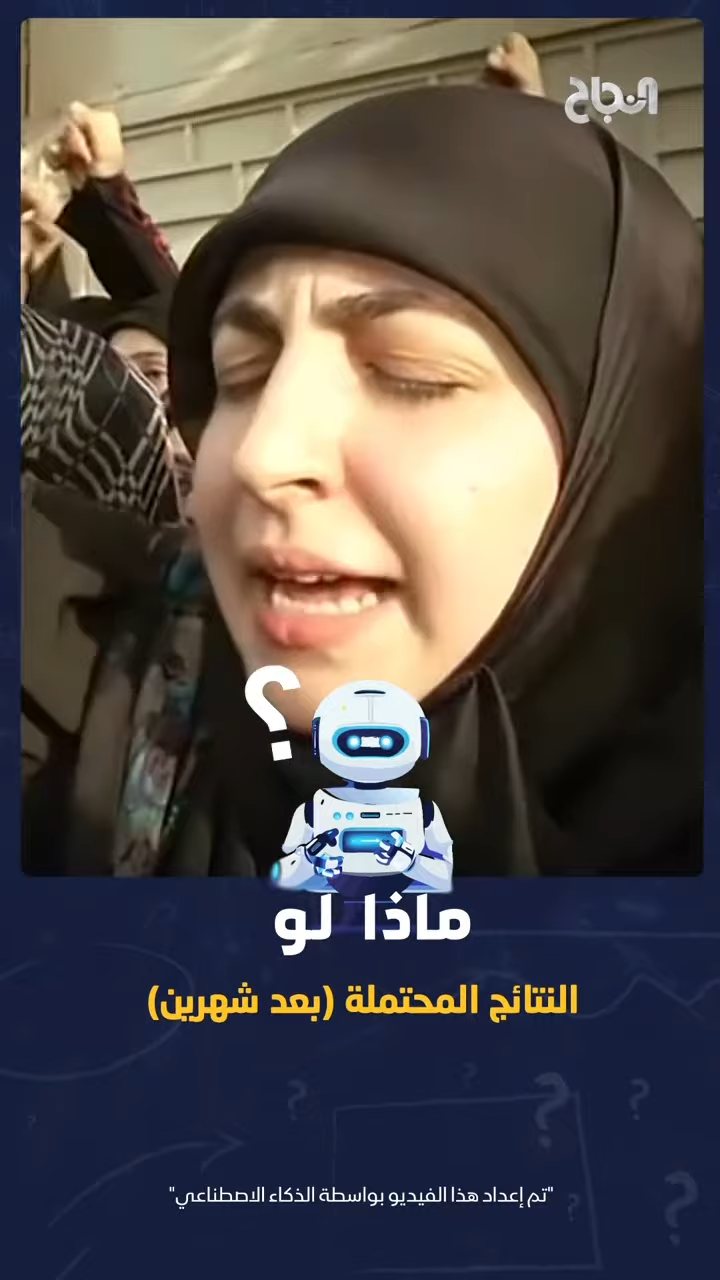 النجاح
؟
ماذا لو
النتائج المحتملة (بعد شهرين)
"تم إعداد هذا الفيديو بواسطة الذكاء الاصطناعي"